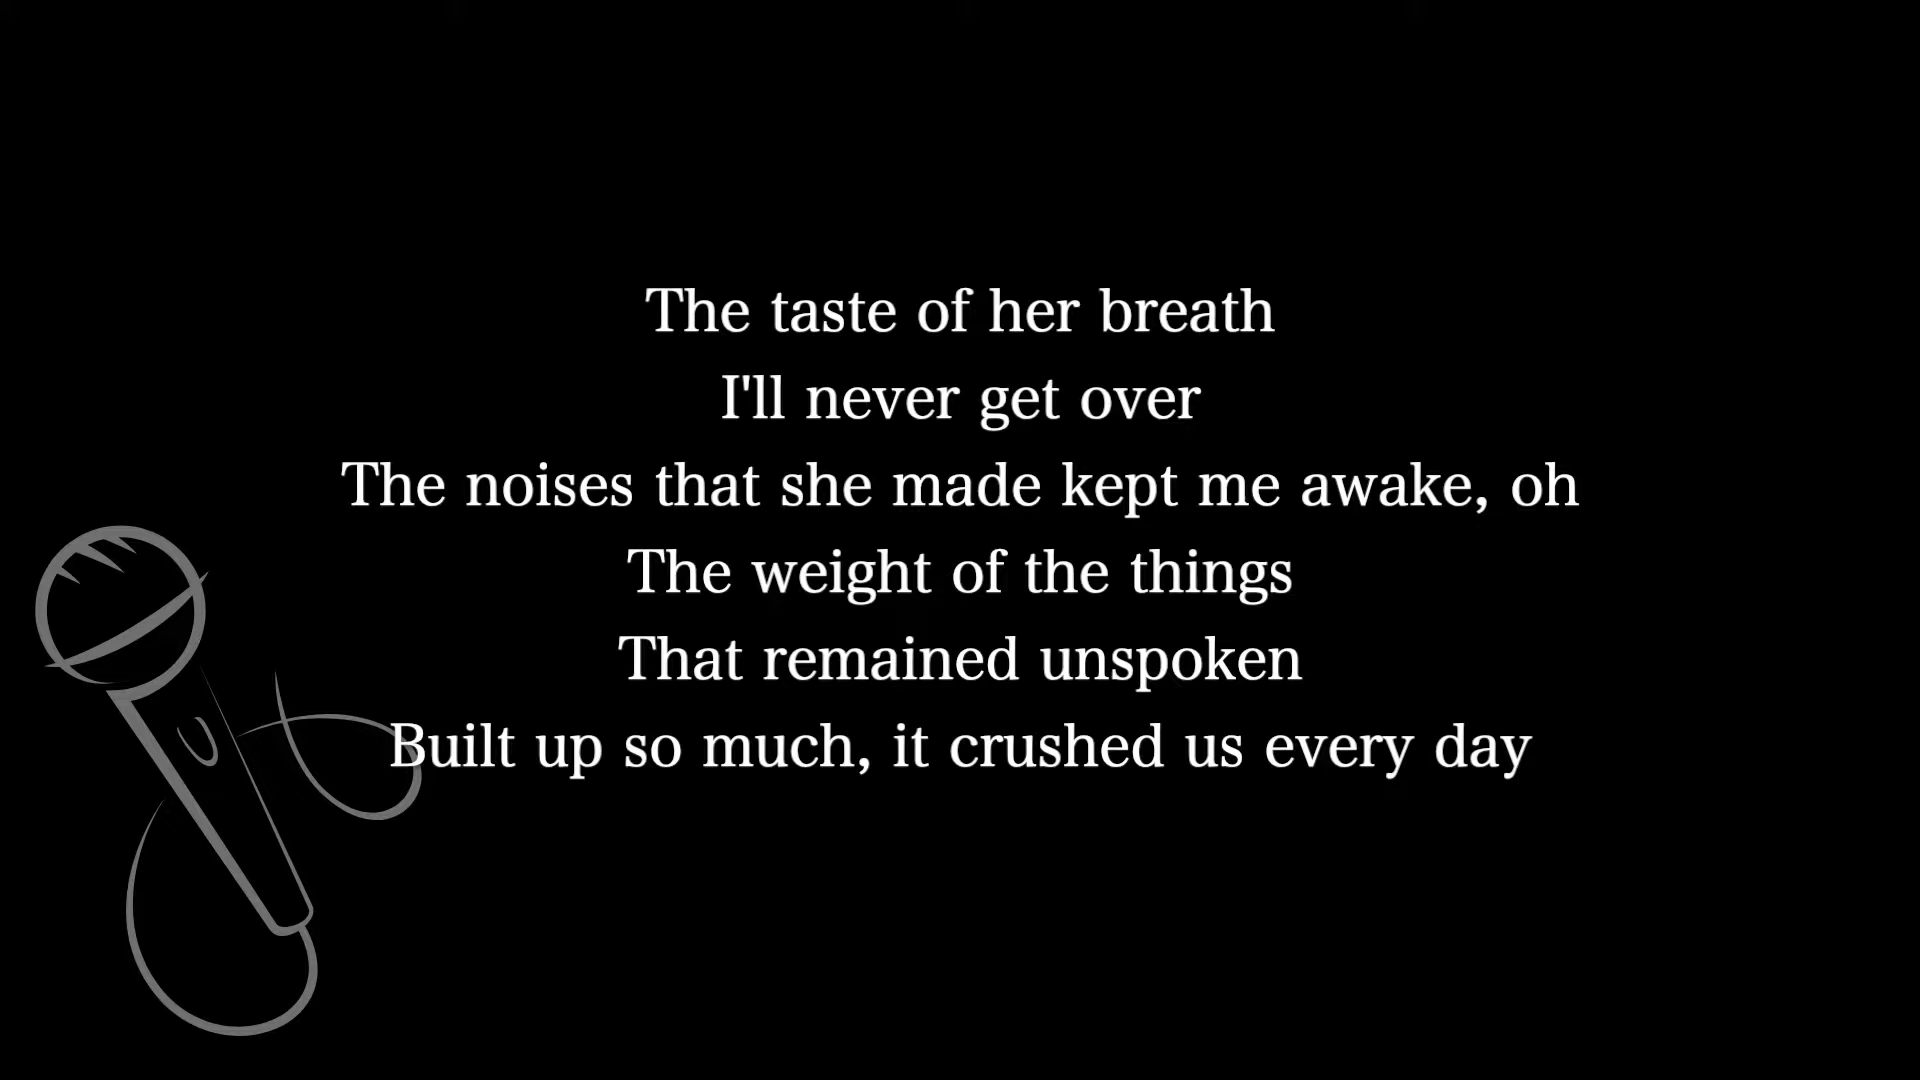 The taste of her breath
I'll never get over
The noises that she made kept me awake, oh
The weight of the things
That remained unspoken
Built up so much, it crushed us every day